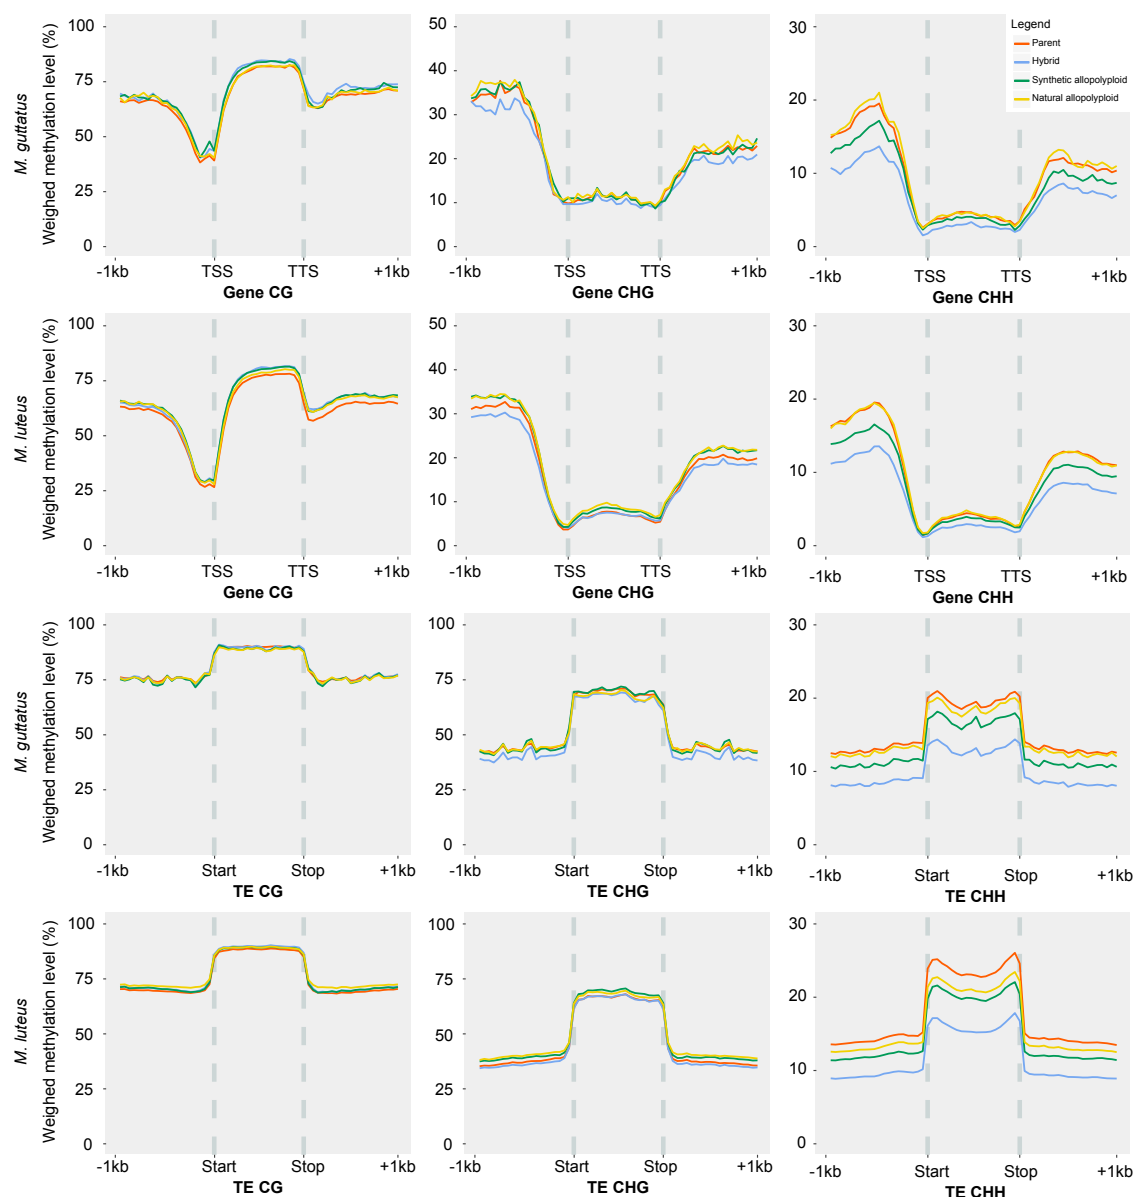 M. guttatus
Weighed methylation level (%)
100
75
50
25
0
-1kb TSS TTS +1kb
Gene CG
50
40
30
20
10
0
-1kb TSS TTS +1kb
Gene CHG
30
20
10
0
-1kb TSS TTS +1kb
Gene CHH
Legend
Parent
Hybrid
Synthetic allopolyploid
Natural allopolyploid
M. luteus
Weighed methylation level (%)
100
75
50
25
0
-1kb TSS TTS +1kb
Gene CG
50
40
30
20
10
0
-1kb TSS TTS +1kb
Gene CHG
30
20
10
0
-1kb TSS TTS +1kb
Gene CHH
M. guttatus
Weighed methylation level (%)
100
75
50
25
0
-1kb Start Stop +1kb
TE CG
100
75
50
25
0
-1kb Start Stop +1kb
TE CHG
30
20
10
0
-1kb Start Stop +1kb
TE CHH
M. luteus
Weighed methylation level (%)
100
75
50
25
0
-1kb Start Stop +1kb
TE CG
100
75
50
25
0
-1kb Start Stop +1kb
TE CHG
30
20
10
0
-1kb Start Stop +1kb
TE CHH